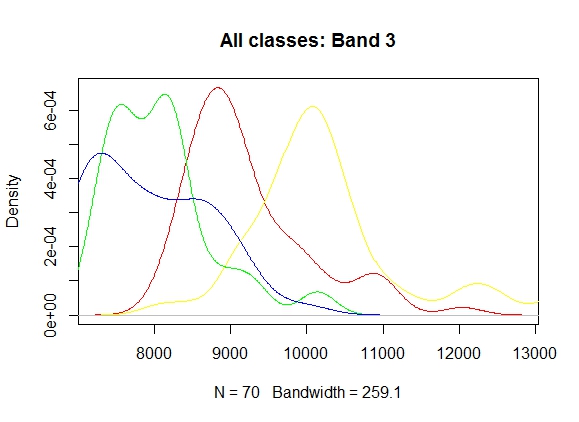 All classes: Band 3
Density
0e+00 2e-04 4e-04 6e-04
8000 9000 10000 11000 12000 13000
N = 70 Bandwidth = 259.1